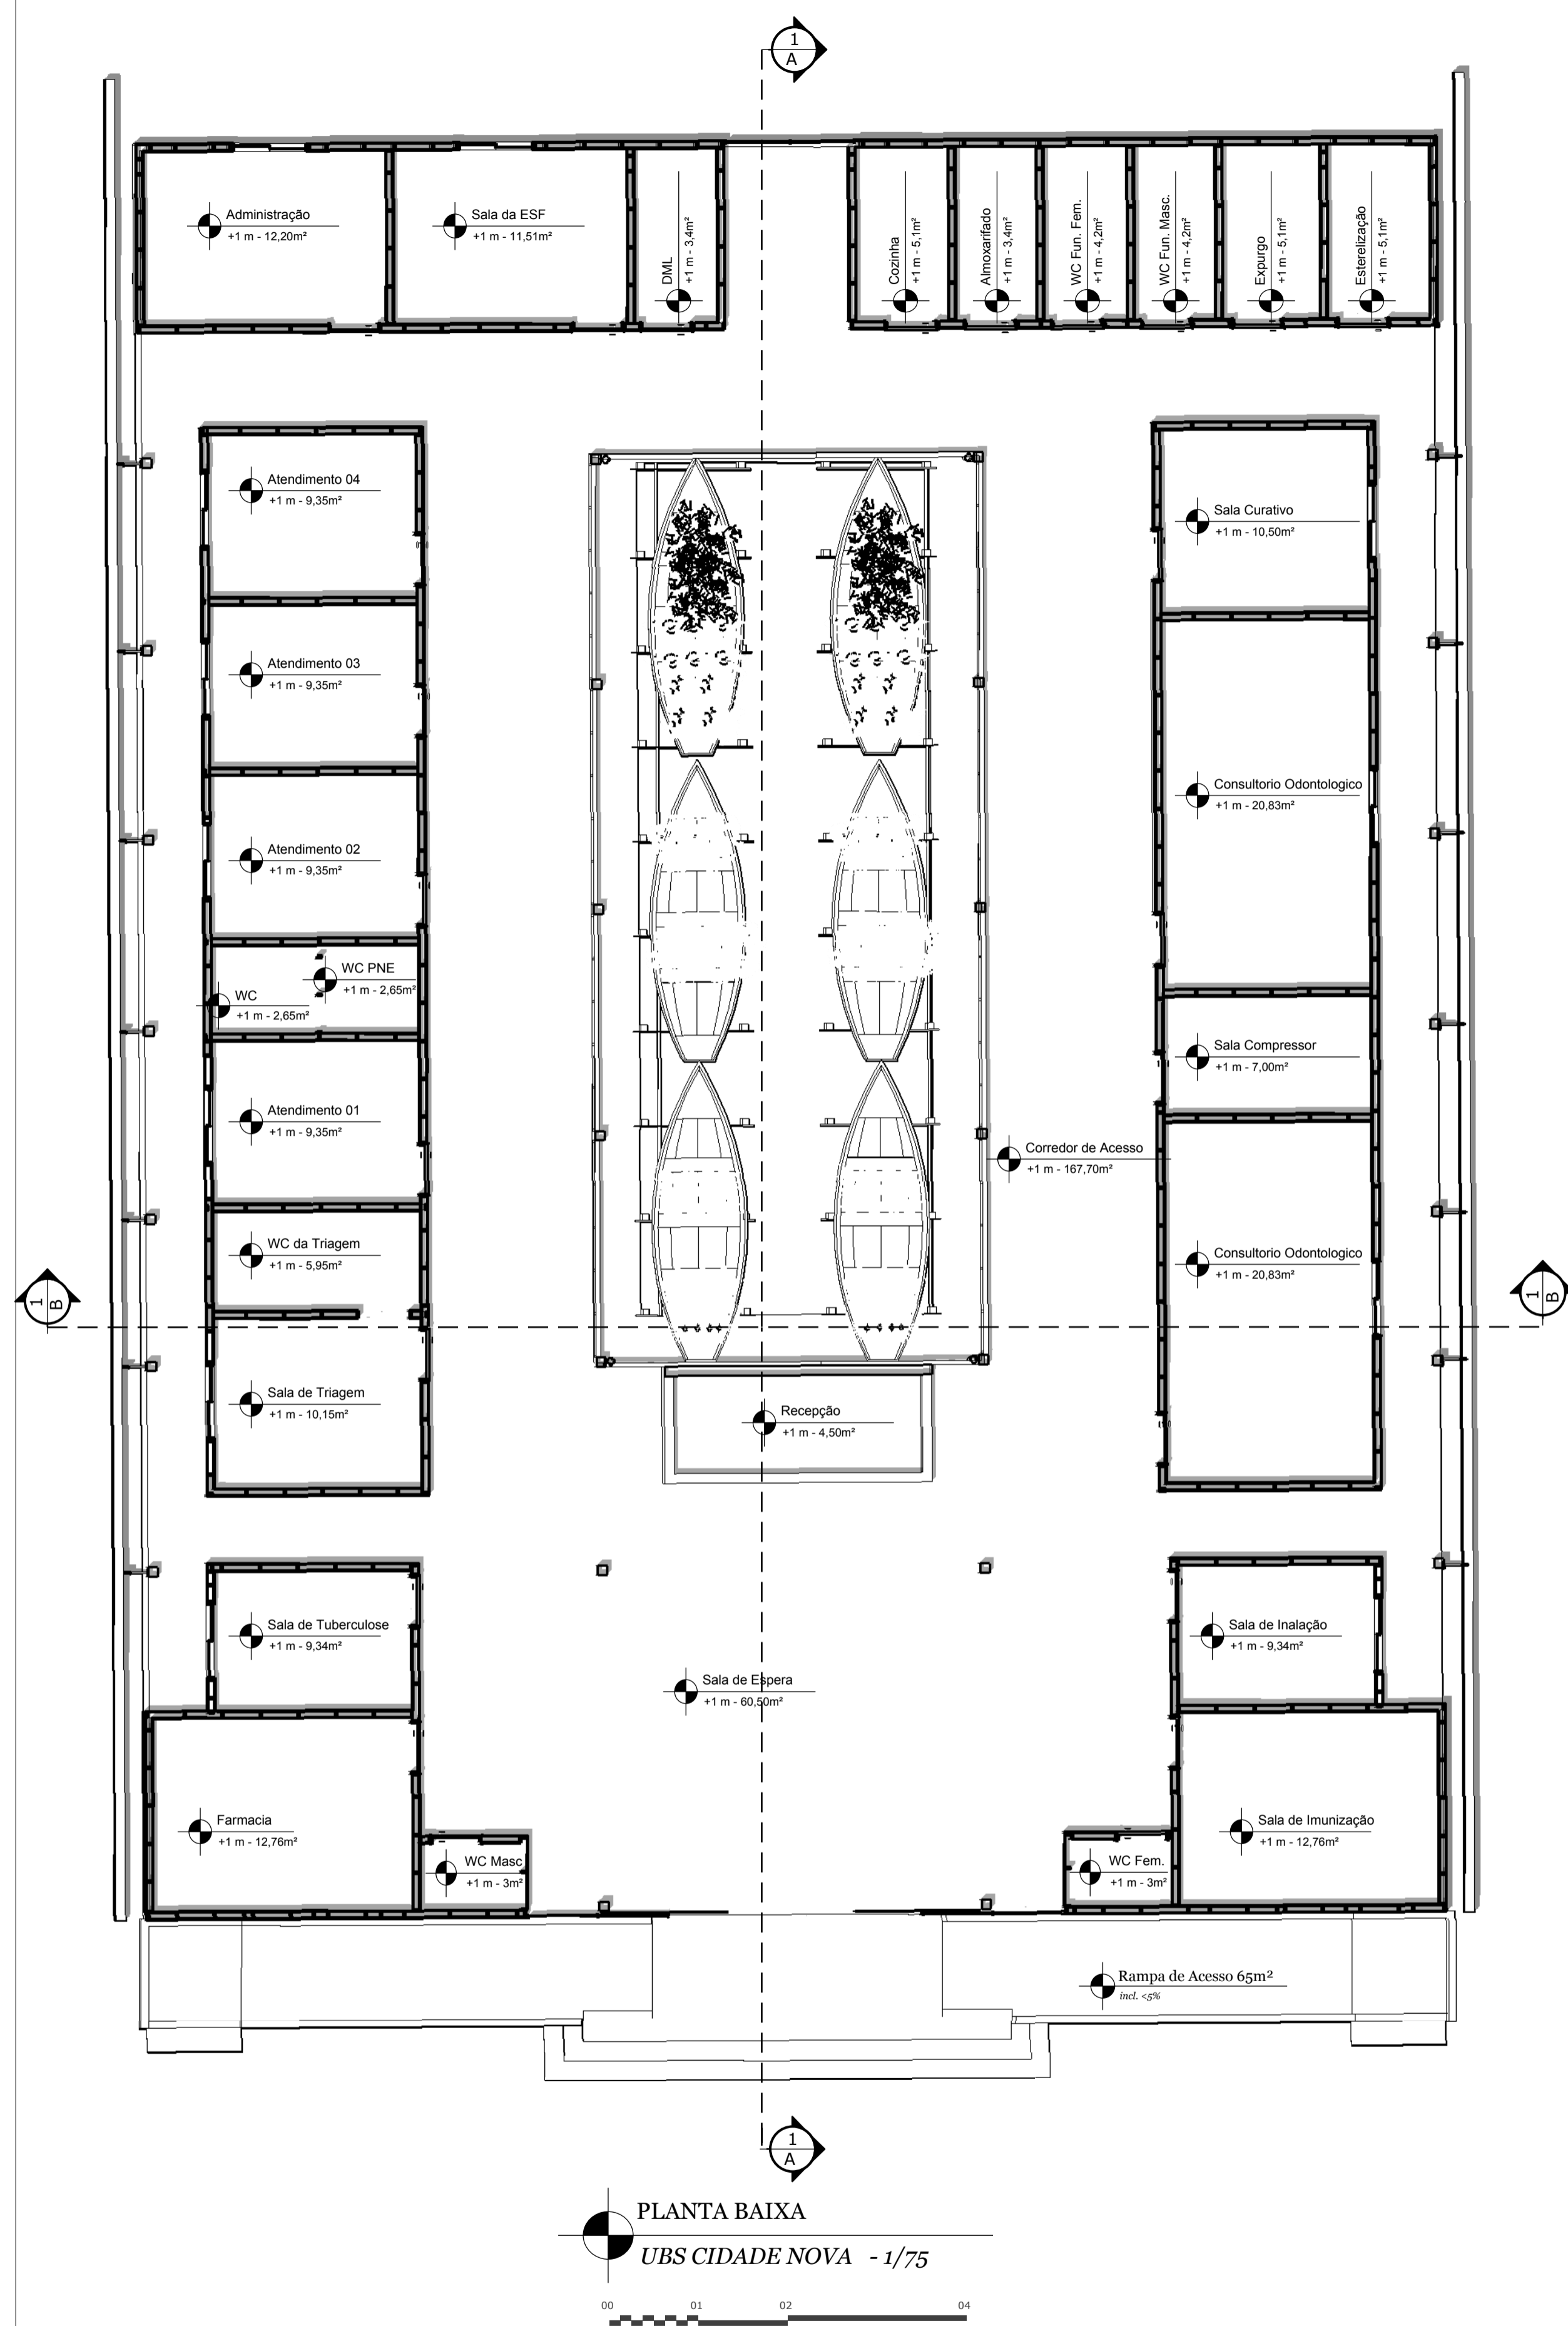 1
A
Administração
+1 m - 12,20m²
Sala da ESF
+1 m - 11,51m²
DML
+1 m - 3,4m²
Cozinha
+1 m - 5,1m²
Almoxarifado
+1 m - 3,4m²
WC Fun. Fem.
+1 m - 4,2m²
WC Fun. Masc.
+1 m - 4,2m²
Expurgo
+1 m - 5,1m²
Esterelização
+1 m - 5,1m²
Atendimento 04
+1 m - 9,35m²
Sala Curativo
+1 m - 10,50m²
Atendimento 03
+1 m - 9,35m²
Consultorio Odontologico
+1 m - 20,83m²
Atendimento 02
+1 m - 9,35m²
WC PNE
+1 m - 2,65m²
WC
+1 m - 2,65m²
Sala Compressor
+1 m - 7,00m²
Atendimento 01
+1 m - 9,35m²
Corredor de Acesso
+1 m - 167,70m²
WC da Triagem
+1 m - 5,95m²
Consultorio Odontologico
+1 m - 20,83m²
1
B
1
B
Sala de Triagem
+1 m - 10,15m²
Recepção
+1 m - 4,50m²
Sala de Tuberculose
+1 m - 9,34m²
Sala de Inalação
+1 m - 9,34m²
Sala de Espera
+1 m - 60,50m²
Farmacia
+1 m - 12,76m²
Sala de Imunização
+1 m - 12,76m²
WC Masc
+1 m - 3m²
WC Fem.
+1 m - 3m²
Rampa de Acesso 65m²
incl. <5%
1
A
PLANTA BAIXA
UBS CIDADE NOVA - 1/75
00 01 02 04